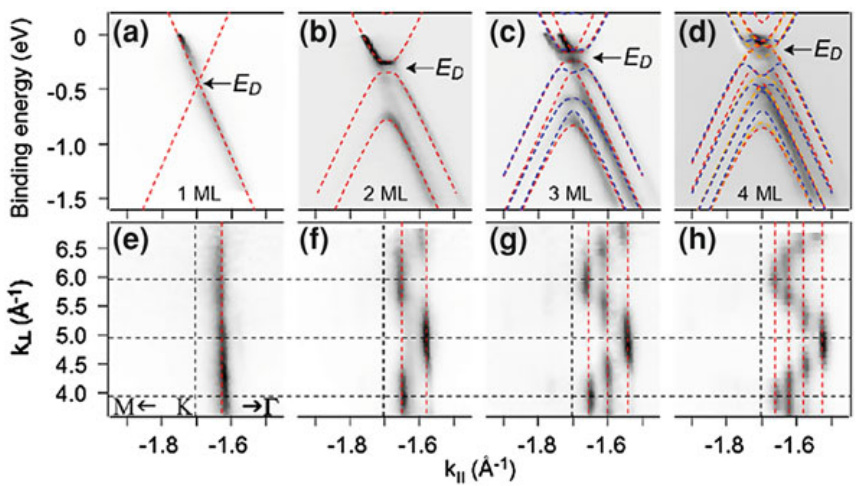 (a) (b) (c) (d)
Binding energy (eV)
0
-0.5
-1.0
-1.5
E_D
E_D
E_D
E_D
1 ML
2 ML
3 ML
4 ML
(e) (f) (g) (h)
k⊥ (Å⁻¹)
6.5
6.0
5.5
5.0
4.5
4.0
M← K →Γ
-1.8 -1.6 -1.8 -1.6 -1.8 -1.6 -1.8 -1.6
k|| (Å⁻¹)